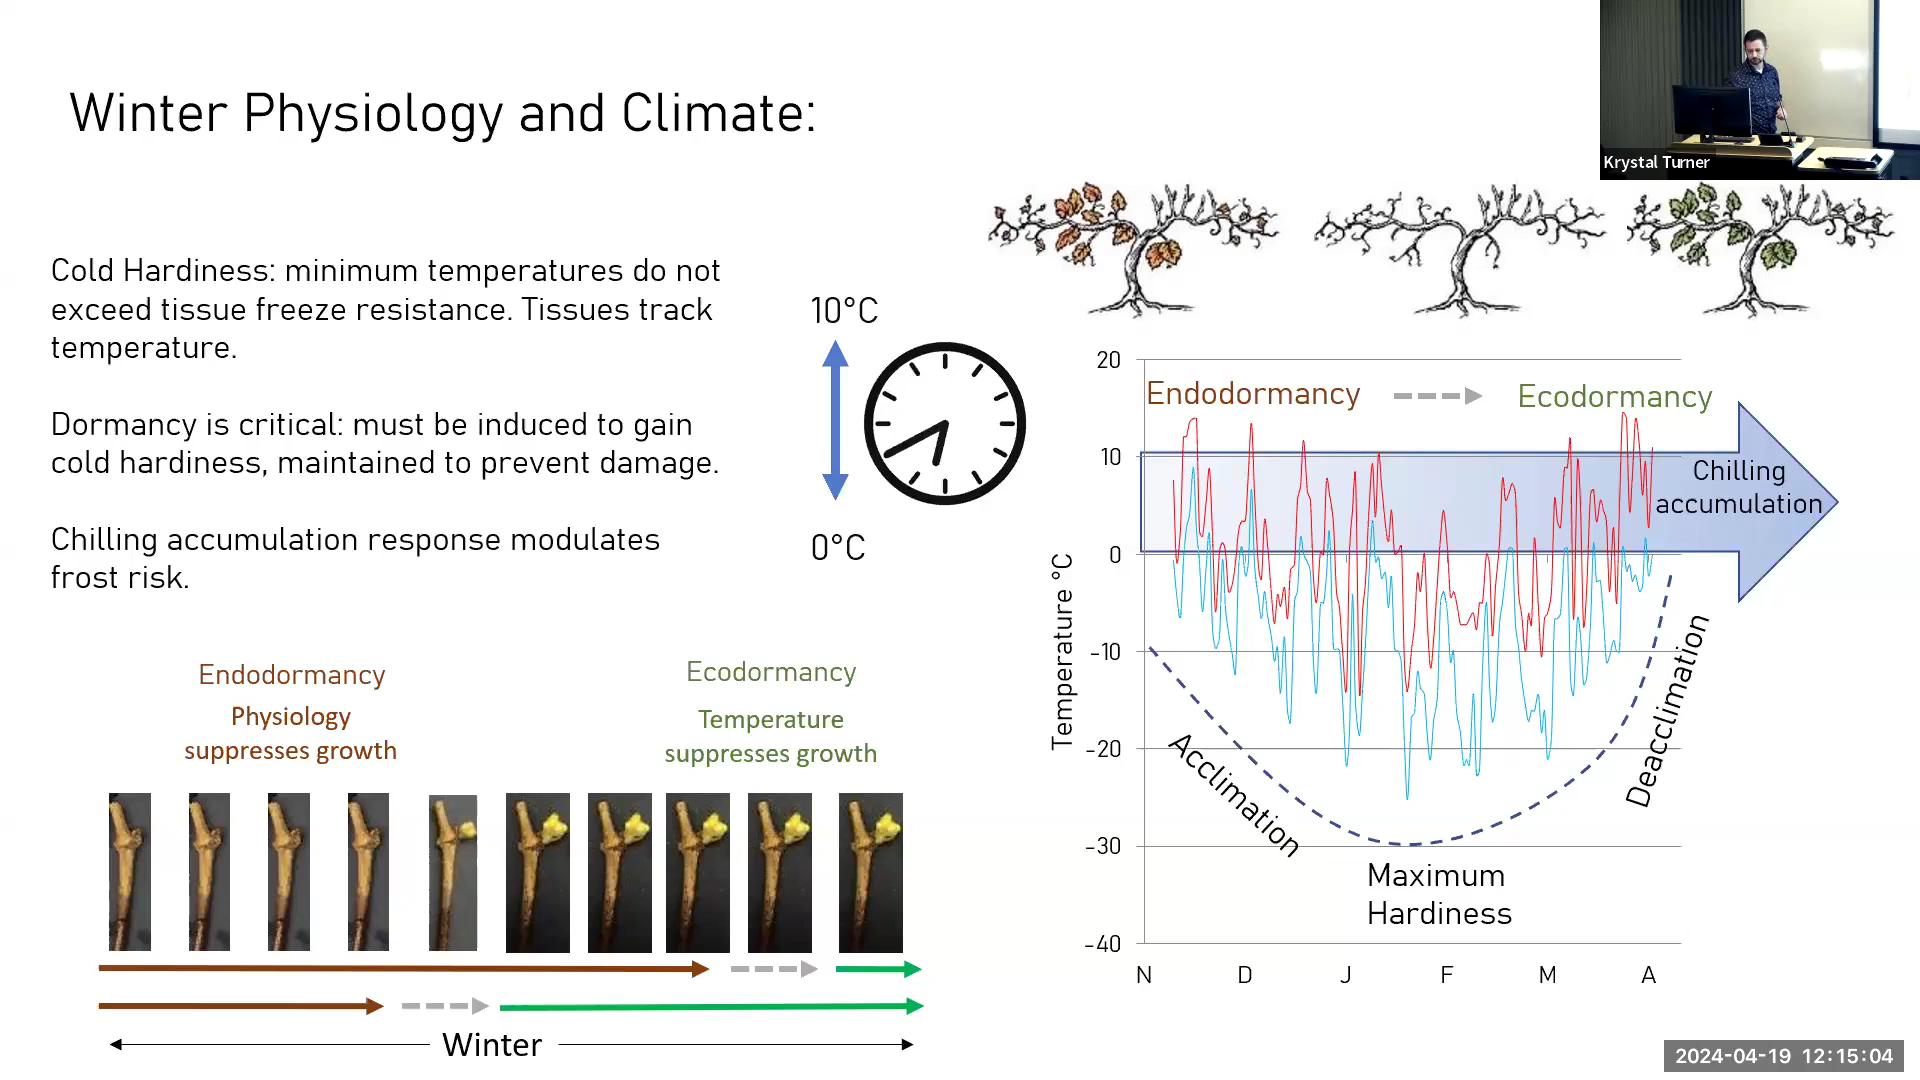 Winter Physiology and Climate:
Krystal Turner
Cold Hardiness: minimum temperatures do not
exceed tissue freeze resistance. Tissues track
temperature.
Dormancy is critical: must be induced to gain
cold hardiness, maintained to prevent damage.
Chilling accumulation response modulates
frost risk.
10°C
0°C
Endodormancy
Physiology
suppresses growth
Ecodormancy
Temperature
suppresses growth
Winter
Endodormancy
Ecodormancy
Chilling
accumulation
Temperature °C
20
10
0
-10
-20
-30
-40
Acclimation
Maximum
Hardiness
Deacclimation
N D J F M A
2024-04-19 12:15:04